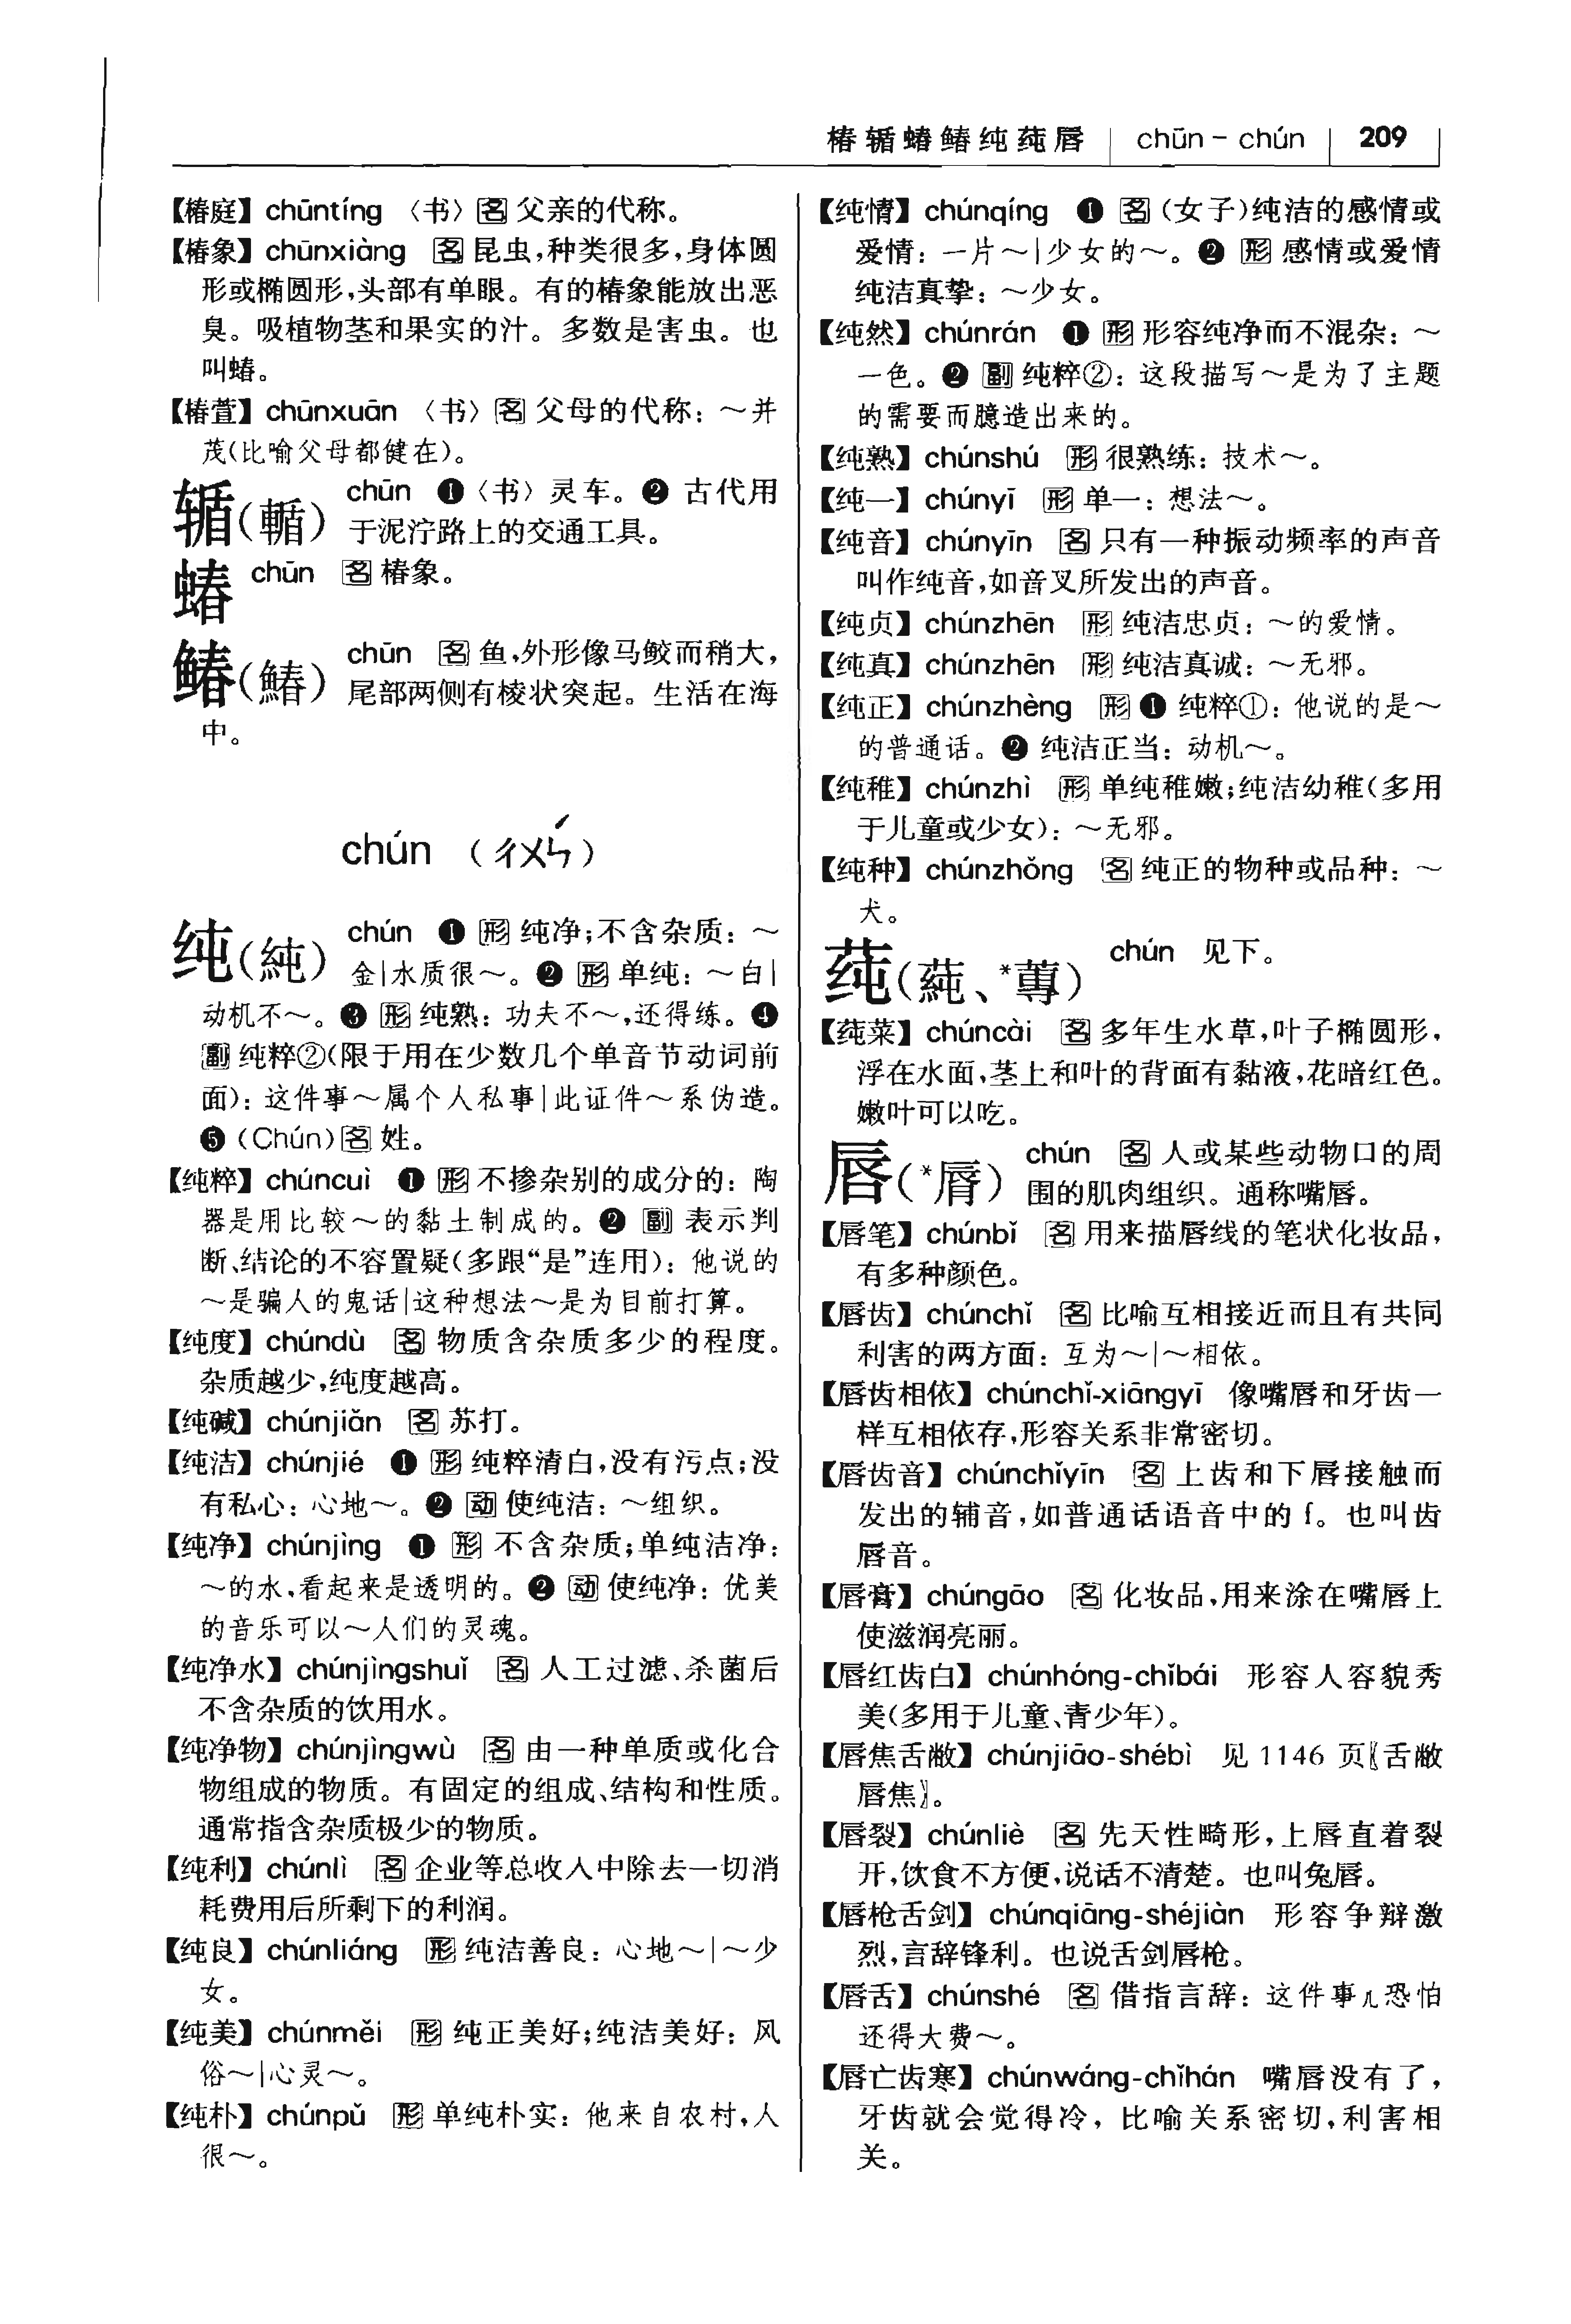 椿 𬨂 蝽 䲠 纯 莼 唇 | chūn – chún | 209
【椿庭】 chūntíng 〈书〉 名 父亲的代称。
【椿象】 chūnxiàng 名 昆虫,种类很多,身体圆
形或椭圆形,头部有单眼。有的椿象能放出恶
臭。吸植物茎和果实的汁。多数是害虫。也
叫蝽。
【椿萱】 chūnxuān 〈书〉 名 父母的代称: ~并
茂(比喻父母都健在)。
𬨂(輴) chūn ❶〈书〉灵车。❷ 古代用
于泥泞路上的交通工具。
蝽 chūn 名 椿象。
䲠(鰆) chūn 名 鱼,外形像马鲛而稍大,
尾部两侧有棱状突起。生活在海
中。
chún (ㄔㄨㄣˊ)
纯(純) chún ❶ 形 纯净;不含杂质: ~
金|水质很~。❷ 形 单纯: ~白|
动机不~。❸ 形 纯熟: 功夫不~,还得练。❹
副 纯粹②(限于用在少数几个单音节动词前
面): 这件事~属个人私事|此证件~系伪造。
❺ (Chún) 名 姓。
【纯粹】 chúncuì ❶ 形 不掺杂别的成分的: 陶
器是用比较~的黏土制成的。❷ 副 表示判
断、结论的不容置疑(多跟“是”连用): 他说的
~是骗人的鬼话|这种想法~是为目前打算。
【纯度】 chúndù 名 物质含杂质多少的程度。
杂质越少,纯度越高。
【纯碱】 chúnjiǎn 名 苏打。
【纯洁】 chúnjié ❶ 形 纯粹清白,没有污点;没
有私心: 心地~。❷ 动 使纯洁: ~组织。
【纯净】 chúnjìng ❶ 形 不含杂质;单纯洁净:
~的水,看起来是透明的。❷ 动 使纯净: 优美
的音乐可以~人们的灵魂。
【纯净水】 chúnjìngshuǐ 名 人工过滤、杀菌后
不含杂质的饮用水。
【纯净物】 chúnjìngwù 名 由一种单质或化合
物组成的物质。有固定的组成、结构和性质。
通常指含杂质极少的物质。
【纯利】 chúnlì 名 企业等总收入中除去一切消
耗费用后所剩下的利润。
【纯良】 chúnliáng 形 纯洁善良: 心地~|~少
女。
【纯美】 chúnměi 形 纯正美好;纯洁美好: 风
俗~|心灵~。
【纯朴】 chúnpǔ 形 单纯朴实: 他来自农村,人
很~。
【纯情】 chúnqíng ❶ 名 (女子)纯洁的感情或
爱情: 一片~|少女的~。❷ 形 感情或爱情
纯洁真挚: ~少女。
【纯然】 chúnrán ❶ 形 形容纯净而不混杂: ~
一色。❷ 副 纯粹②: 这段描写~是为了主题
的需要而臆造出来的。
【纯熟】 chúnshú 形 很熟练: 技术~。
【纯一】 chúnyī 形 单一: 想法~。
【纯音】 chúnyīn 名 只有一种振动频率的声音
叫作纯音,如音叉所发出的声音。
【纯贞】 chúnzhēn 形 纯洁忠贞: ~的爱情。
【纯真】 chúnzhēn 形 纯洁真诚: ~无邪。
【纯正】 chúnzhèng 形 ❶ 纯粹①: 他说的是~
的普通话。❷ 纯洁正当: 动机~。
【纯稚】 chúnzhì 形 单纯稚嫩;纯洁幼稚(多用
于儿童或少女): ~无邪。
【纯种】 chúnzhǒng 名 纯正的物种或品种: ~
犬。
莼(蒓、*蓴) chún 见下。
【莼菜】 chúncài 名 多年生水草,叶子椭圆形,
浮在水面,茎上和叶的背面有黏液,花暗红色。
嫩叶可以吃。
唇(*脣) chún 名 人或某些动物口的周
围的肌肉组织。通称嘴唇。
【唇笔】 chúnbǐ 名 用来描唇线的笔状化妆品,
有多种颜色。
【唇齿】 chúnchǐ 名 比喻互相接近而且有共同
利害的两方面: 互为~|~相依。
【唇齿相依】 chúnchǐ-xiāngyī 像嘴唇和牙齿一
样互相依存,形容关系非常密切。
【唇齿音】 chúnchǐyīn 名 上齿和下唇接触而
发出的辅音,如普通话语音中的 f。也叫齿
唇音。
【唇膏】 chúngāo 名 化妆品,用来涂在嘴唇上
使滋润亮丽。
【唇红齿白】 chúnhóng-chǐbái 形容人容貌秀
美(多用于儿童、青少年)。
【唇焦舌敝】 chúnjiāo-shébì 见 1146 页〖舌敝
唇焦〗。
【唇裂】 chúnliè 名 先天性畸形,上唇直着裂
开,饮食不方便,说话不清楚。也叫兔唇。
【唇枪舌剑】 chúnqiāng-shéjiàn 形容争辩激
烈,言辞锋利。也说舌剑唇枪。
【唇舌】 chúnshé 名 借指言辞: 这件事儿恐怕
还得大费~。
【唇亡齿寒】 chúnwáng-chǐhán 嘴唇没有了,
牙齿就会觉得冷,比喻关系密切,利害相
关。